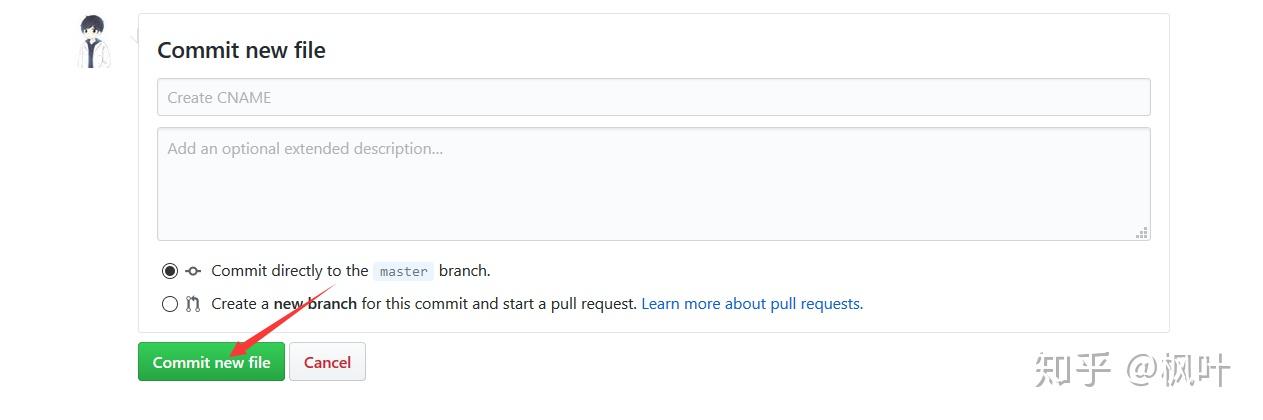 Commit new file
Create CNAME
Add an optional extended description...
Commit directly to the master branch.
Create a new branch for this commit and start a pull request. Learn more about pull requests.
Commit new file Cancel
知乎 @枫叶